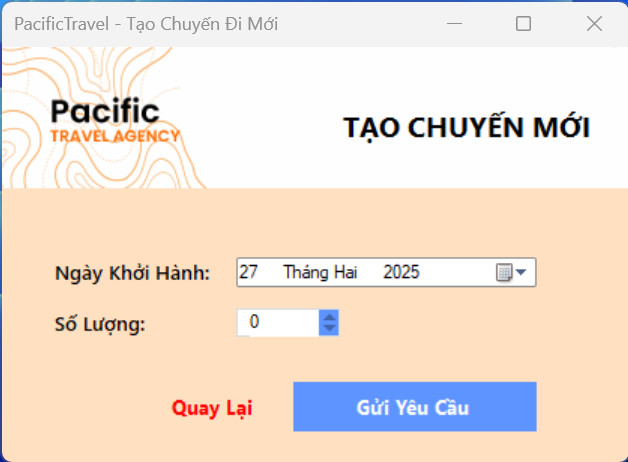 PacificTravel - Tạo Chuyến Đi Mới
Pacific
TRAVEL AGENCY
TẠO CHUYẾN MỚI
Ngày Khởi Hành: 27 Tháng Hai 2025
Số Lượng: 0
Quay Lại Gửi Yêu Cầu